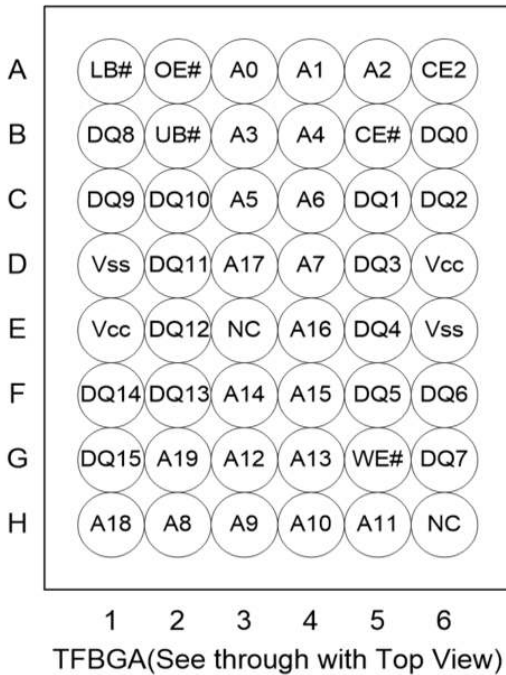 A LB# OE# A0 A1 A2 CE2
B DQ8 UB# A3 A4 CE# DQ0
C DQ9 DQ10 A5 A6 DQ1 DQ2
D Vss DQ11 A17 A7 DQ3 Vcc
E Vcc DQ12 NC A16 DQ4 Vss
F DQ14 DQ13 A14 A15 DQ5 DQ6
G DQ15 A19 A12 A13 WE# DQ7
H A18 A8 A9 A10 A11 NC
1 2 3 4 5 6
TFBGA(See through with Top View)